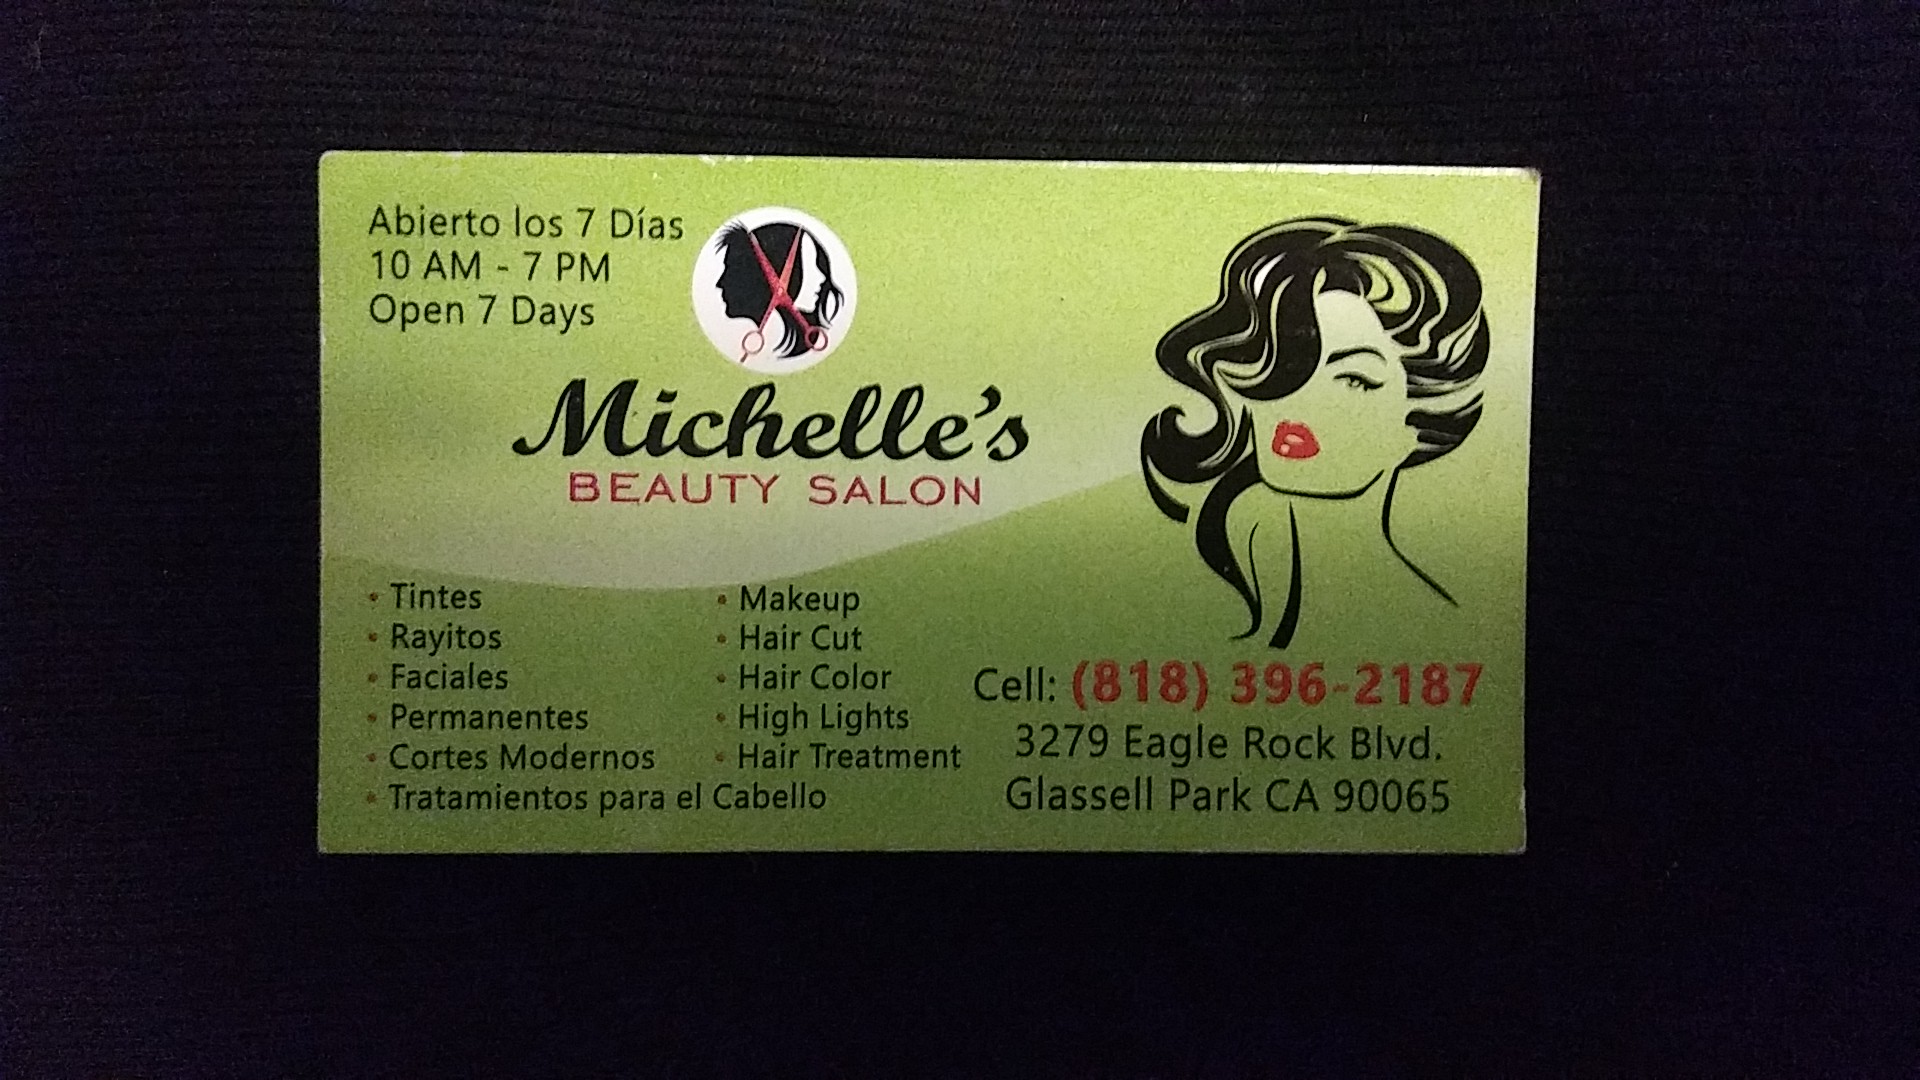 Abierto los 7 Días
10 AM - 7 PM
Open 7 Days
Michelle's
BEAUTY SALON
• Tintes
• Rayitos
• Faciales
• Permanentes
• Cortes Modernos
• Tratamientos para el Cabello
• Makeup
• Hair Cut
• Hair Color
• High Lights
• Hair Treatment
Cell: (818) 396-2187
3279 Eagle Rock Blvd.
Glassell Park CA 90065